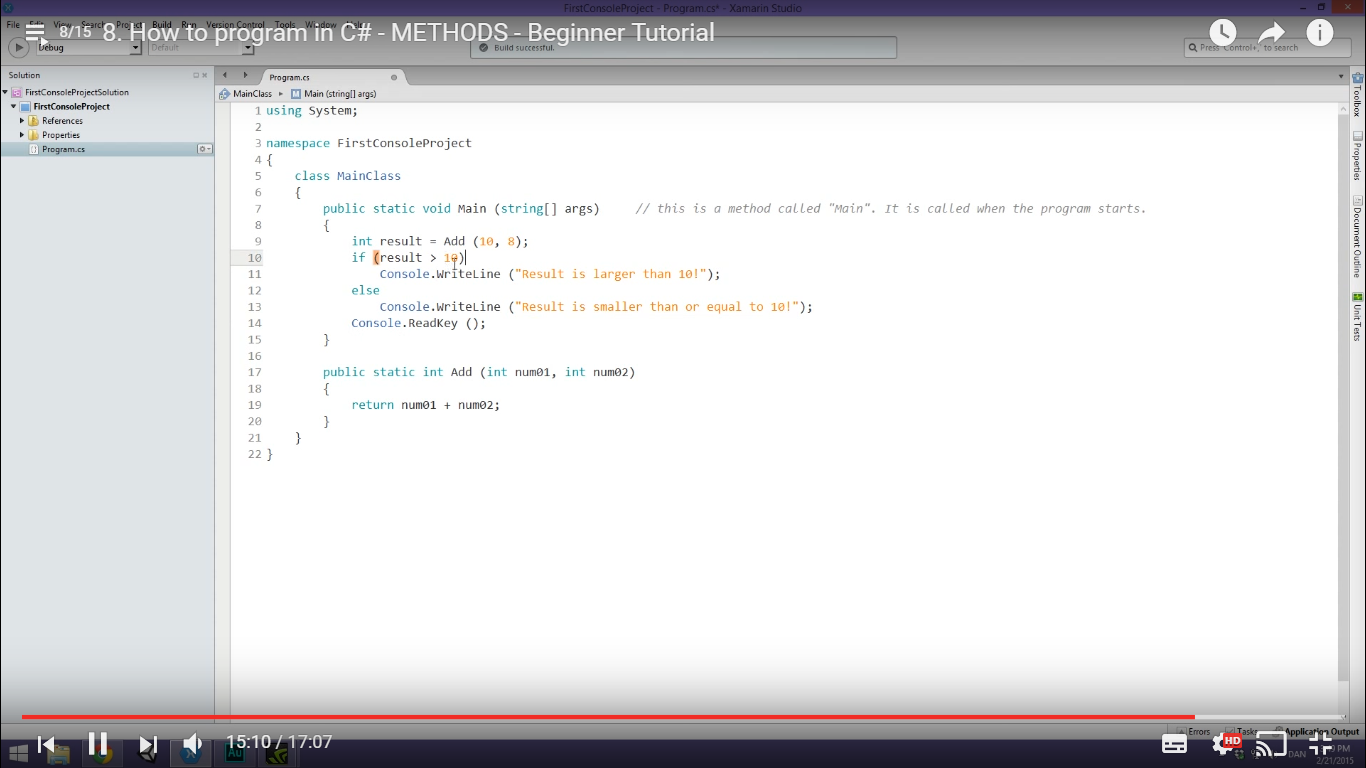 FirstConsoleProject - Program.cs* - Xamarin Studio
File Edit View Search Project Build Run Version Control Tools Window Help
8/15 8. How to program in C# - METHODS - Beginner Tutorial
Debug Default
Build successful.
Press 'Control+,' to search
Solution
Program.cs
FirstConsoleProjectSolution
FirstConsoleProject
References
Properties
Program.cs
MainClass Main (string[] args)
1 using System;
2
3 namespace FirstConsoleProject
4 {
5 class MainClass
6 {
7 public static void Main (string[] args) // this is a method called "Main". It is called when the program starts.
8 {
9 int result = Add (10, 8);
10 if (result > 10)
11 Console.WriteLine ("Result is larger than 10!");
12 else
13 Console.WriteLine ("Result is smaller than or equal to 10!");
14 Console.ReadKey ();
15 }
16
17 public static int Add (int num01, int num02)
18 {
19 return num01 + num02;
20 }
21 }
22 }
Toolbox
Properties
Document Outline
Unit Tests
Errors Tasks Application Output
15:10 / 17:07
HD
DAN
PM
2/21/2015